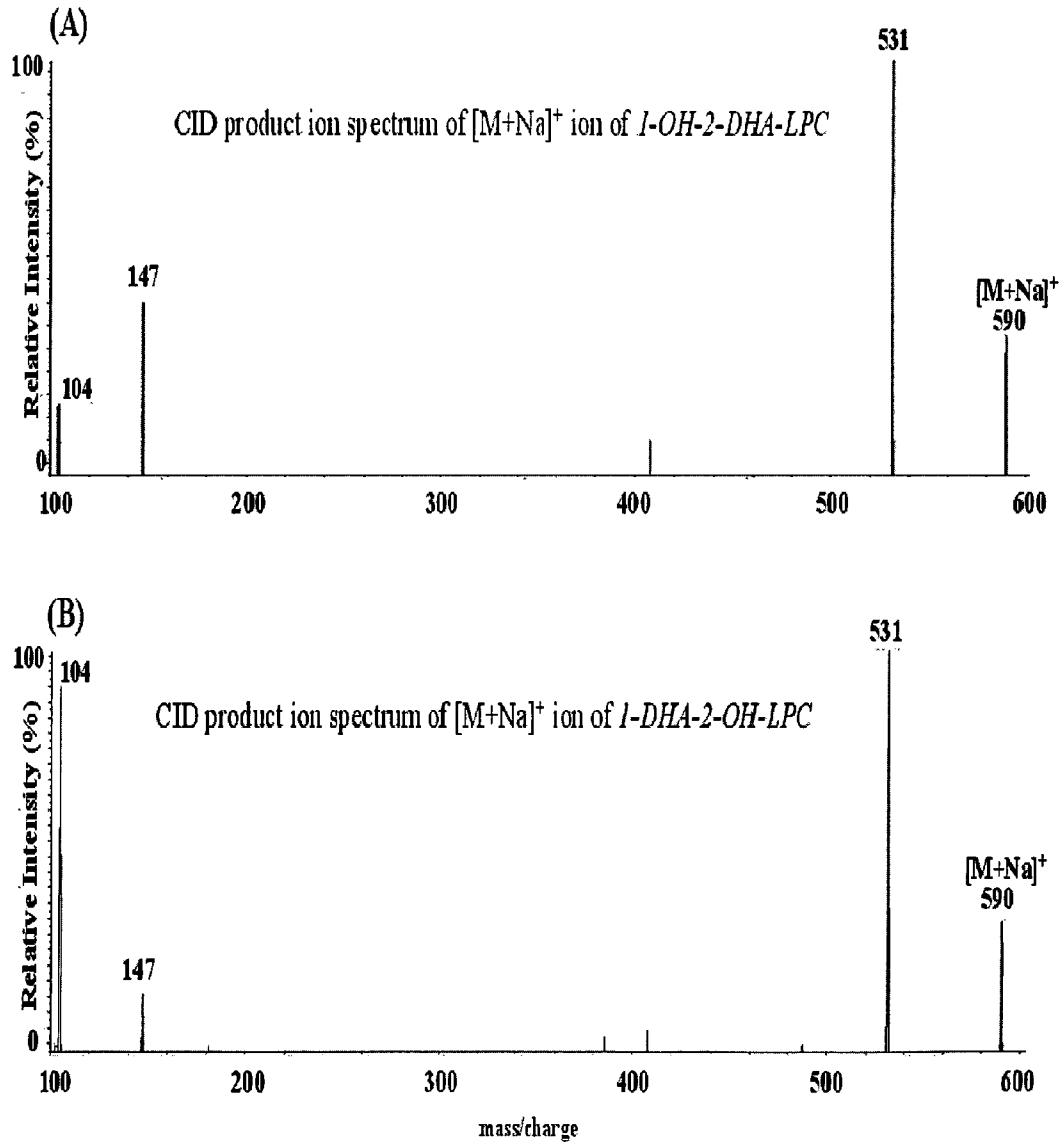 (A)
531
100
CID product ion spectrum of [M+Na]+ ion of 1-OH-2-DHA-LPC
Relative Intensity (%)
147
[M+Na]+
590
104
0
100 200 300 400 500 600
(B)
531
100
104
CID product ion spectrum of [M+Na]+ ion of 1-DHA-2-OH-LPC
Relative Intensity (%)
[M+Na]+
590
147
0
100 200 300 400 500 600
mass/charge